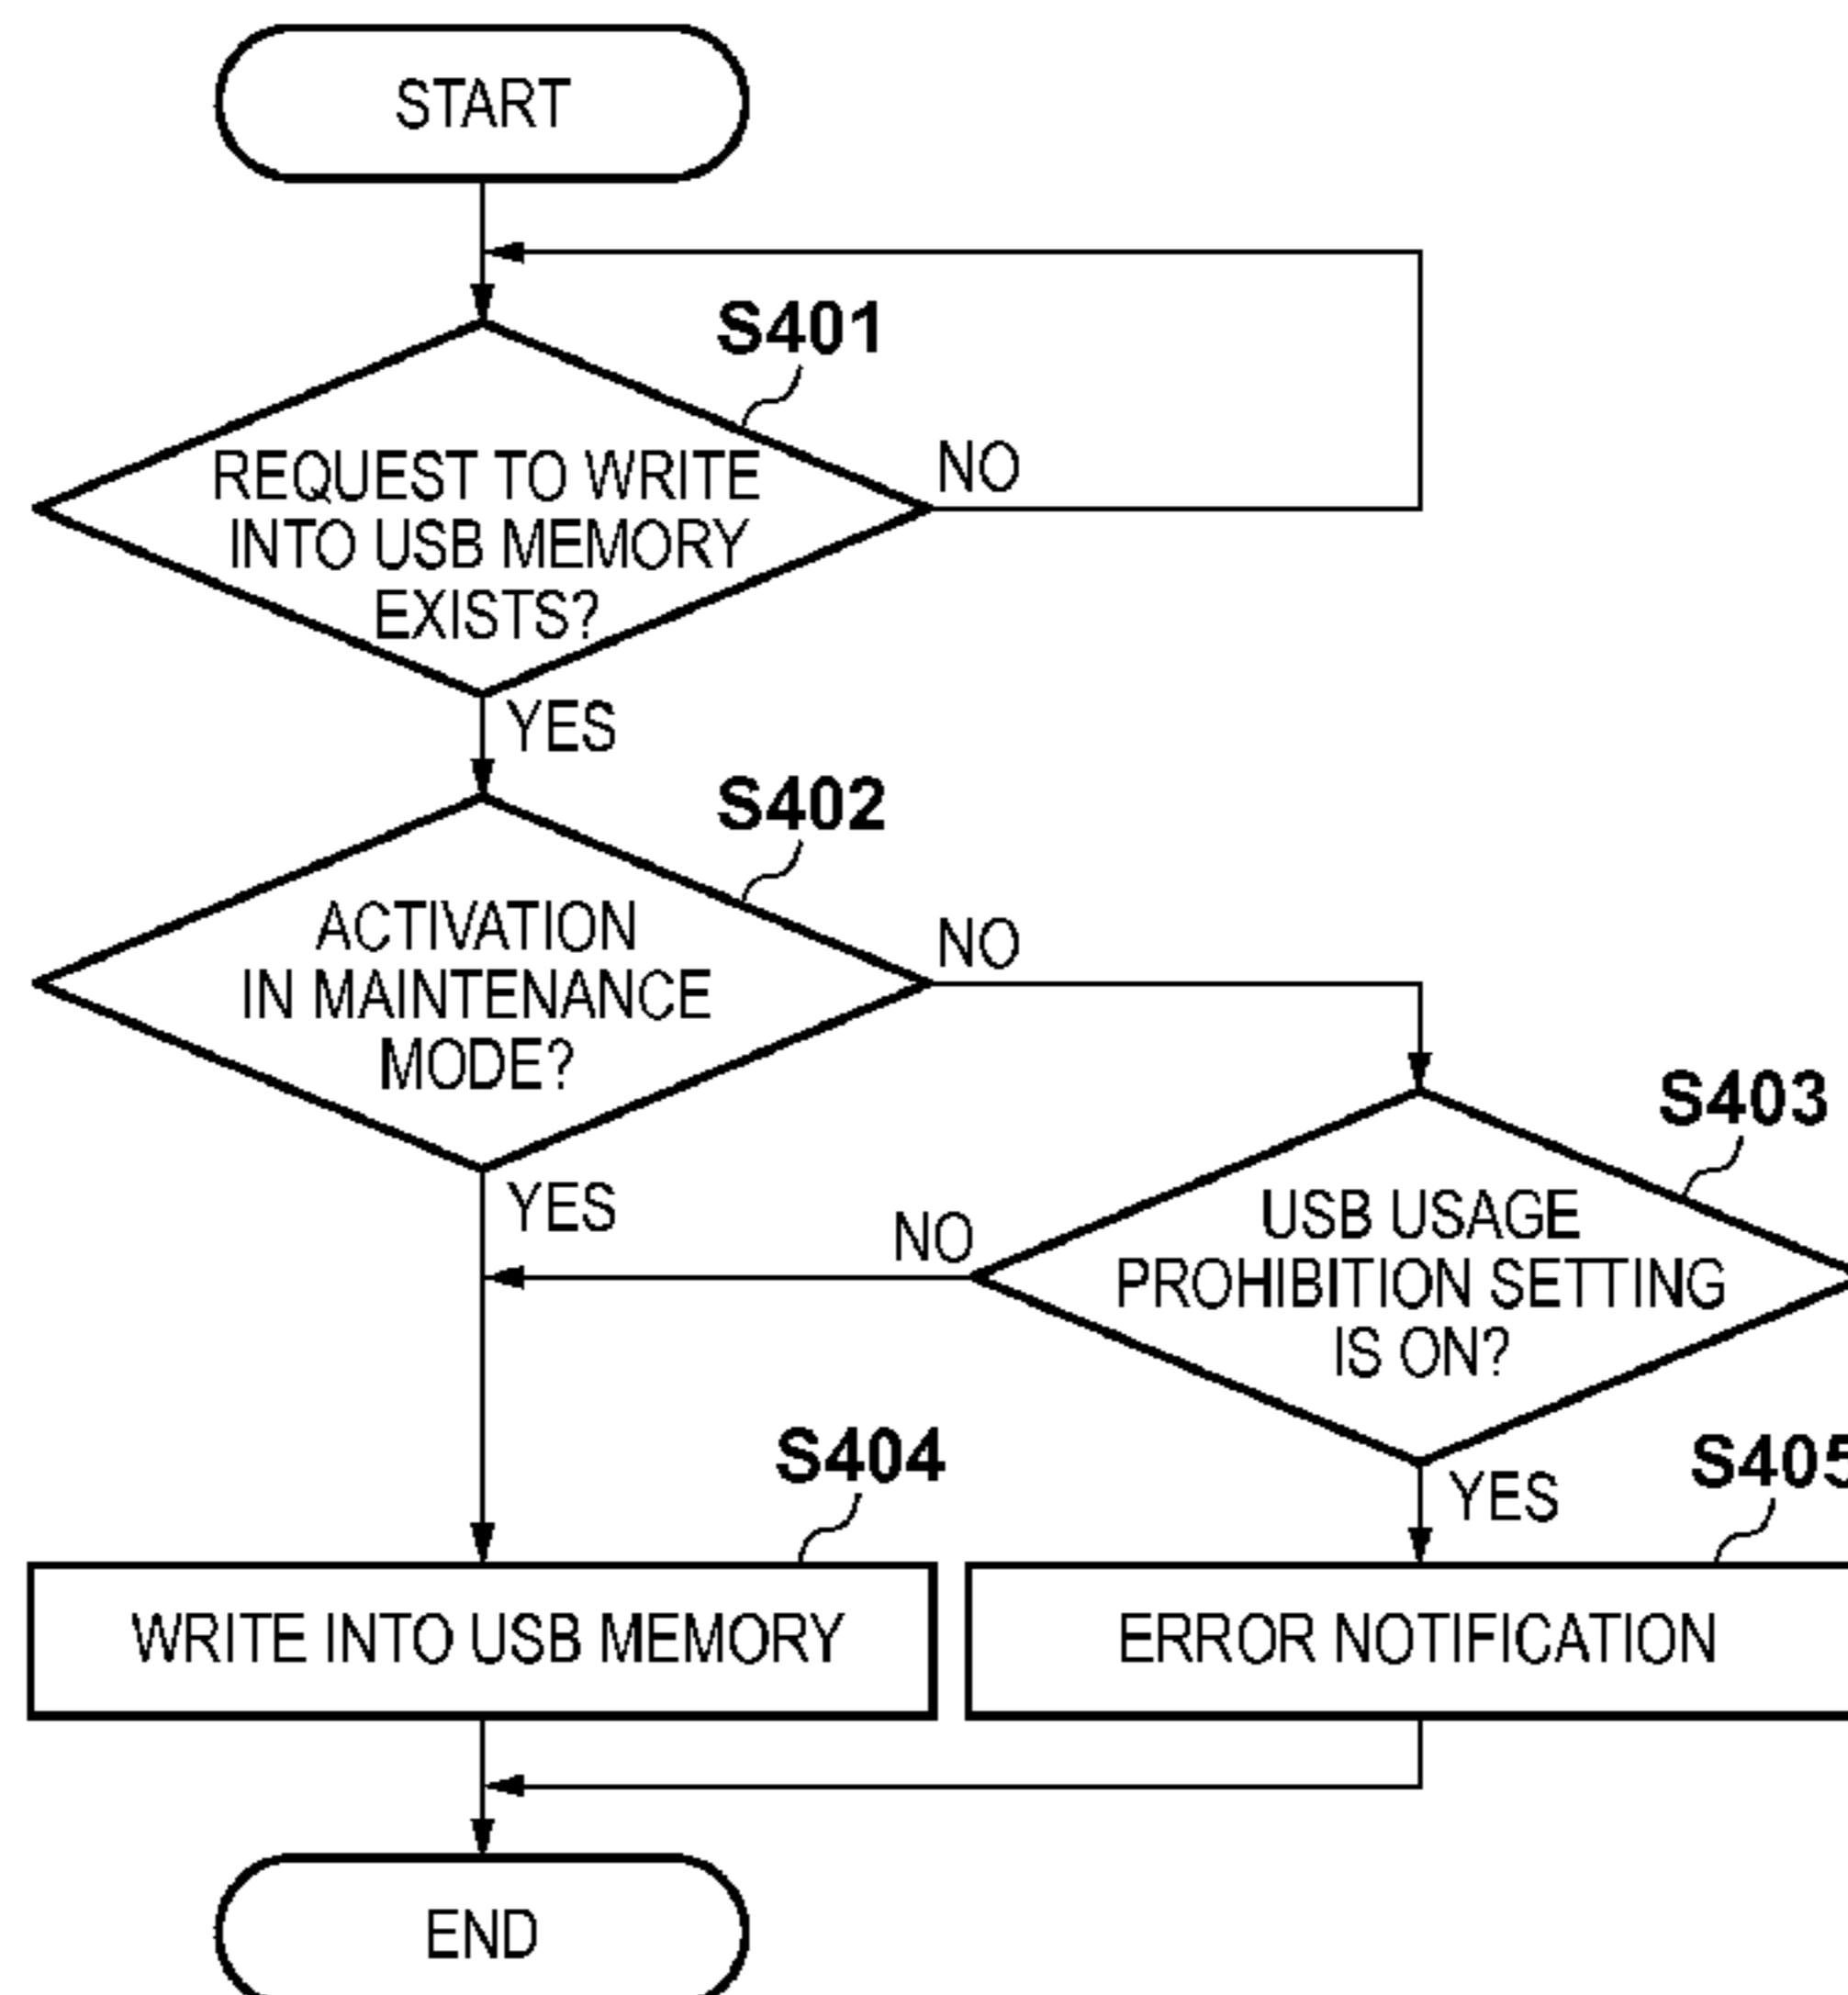 START
S401
REQUEST TO WRITE
INTO USB MEMORY
EXISTS?
NO
YES
S402
ACTIVATION
IN MAINTENANCE
MODE?
NO
YES
S403
USB USAGE
PROHIBITION SETTING
IS ON?
NO
YES
S404
WRITE INTO USB MEMORY
S405
ERROR NOTIFICATION
END